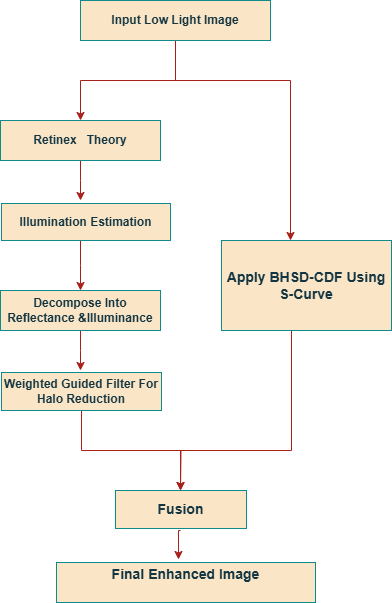 Input Low Light Image
Retinex Theory
Illumination Estimation
Decompose Into
Reflectance &Illuminance
Weighted Guided Filter For
Halo Reduction
Apply BHSD-CDF Using
S-Curve
Fusion
Final Enhanced Image